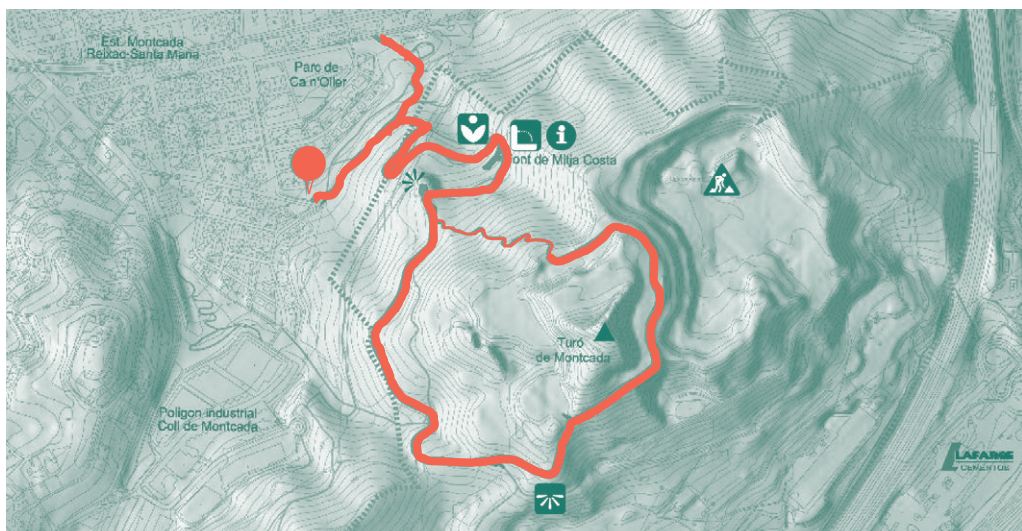 Est. Montcada
i Reixac-Santa Maria
Parc de
Ca n'Oller
Font de Mitja Costa
Turó
de Montcada
Polígon industrial
Coll de Montcada
LAFARGE
CEMENTOS